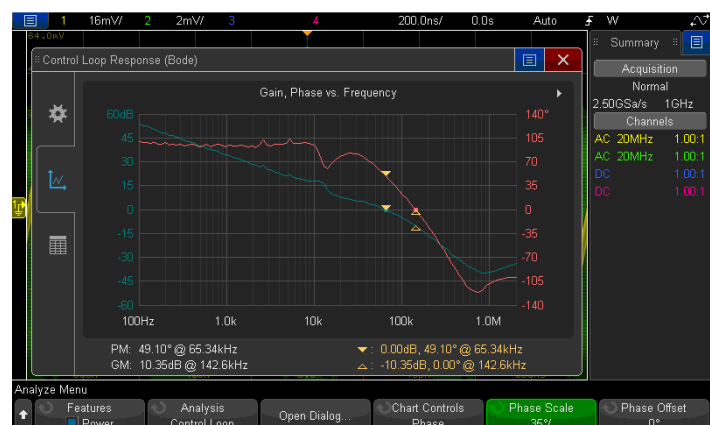 1 16mV/ 2 2mV/ 3 4 200.0ns/ 0.0s Auto W
64.0mV
Control Loop Response (Bode)
Summary
Acquisition
Normal
2.50GSa/s 1GHz
Channels
AC 20MHz 1.00:1
AC 20MHz 1.00:1
DC 1.00:1
DC 1.00:1
Gain, Phase vs. Frequency
60dB 140°
45 105
30 70
15 35
0 0
-15 -35
-30 -70
-45 -105
-60 -140
100Hz 1.0k 10k 100k 1.0M
PM: 49.10° @ 65.34kHz : 0.00dB, 49.10° @ 65.34kHz
GM: 10.35dB @ 142.6kHz : -10.35dB, 0.00° @ 142.6kHz
Analyze Menu
Features Analysis Open Dialog... Chart Controls Phase Scale Phase Offset
Power Control Loop Phase 35°/ 0°